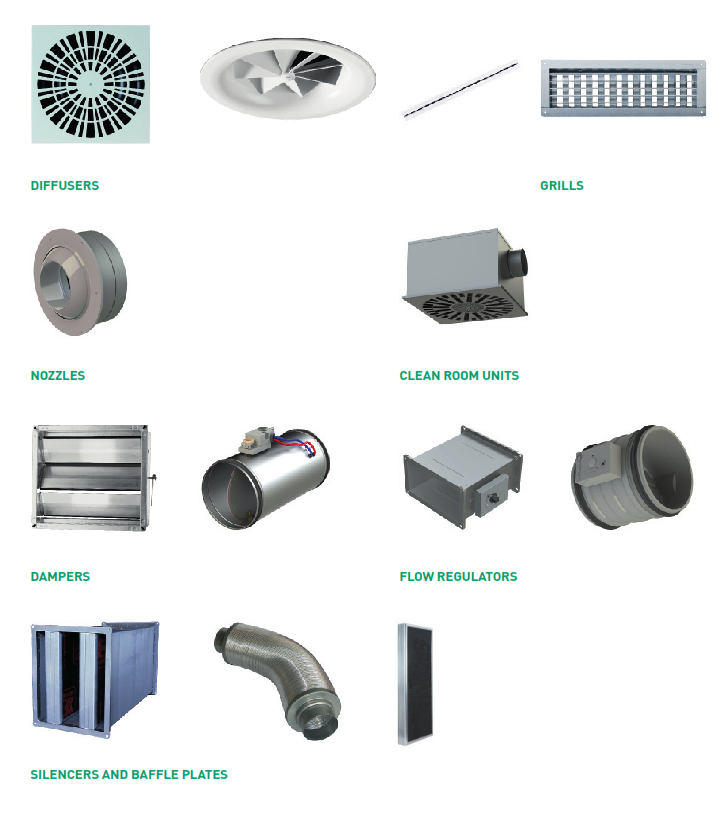 DIFFUSERS
GRILLS
NOZZLES
CLEAN ROOM UNITS
DAMPERS
FLOW REGULATORS
SILENCERS AND BAFFLE PLATES